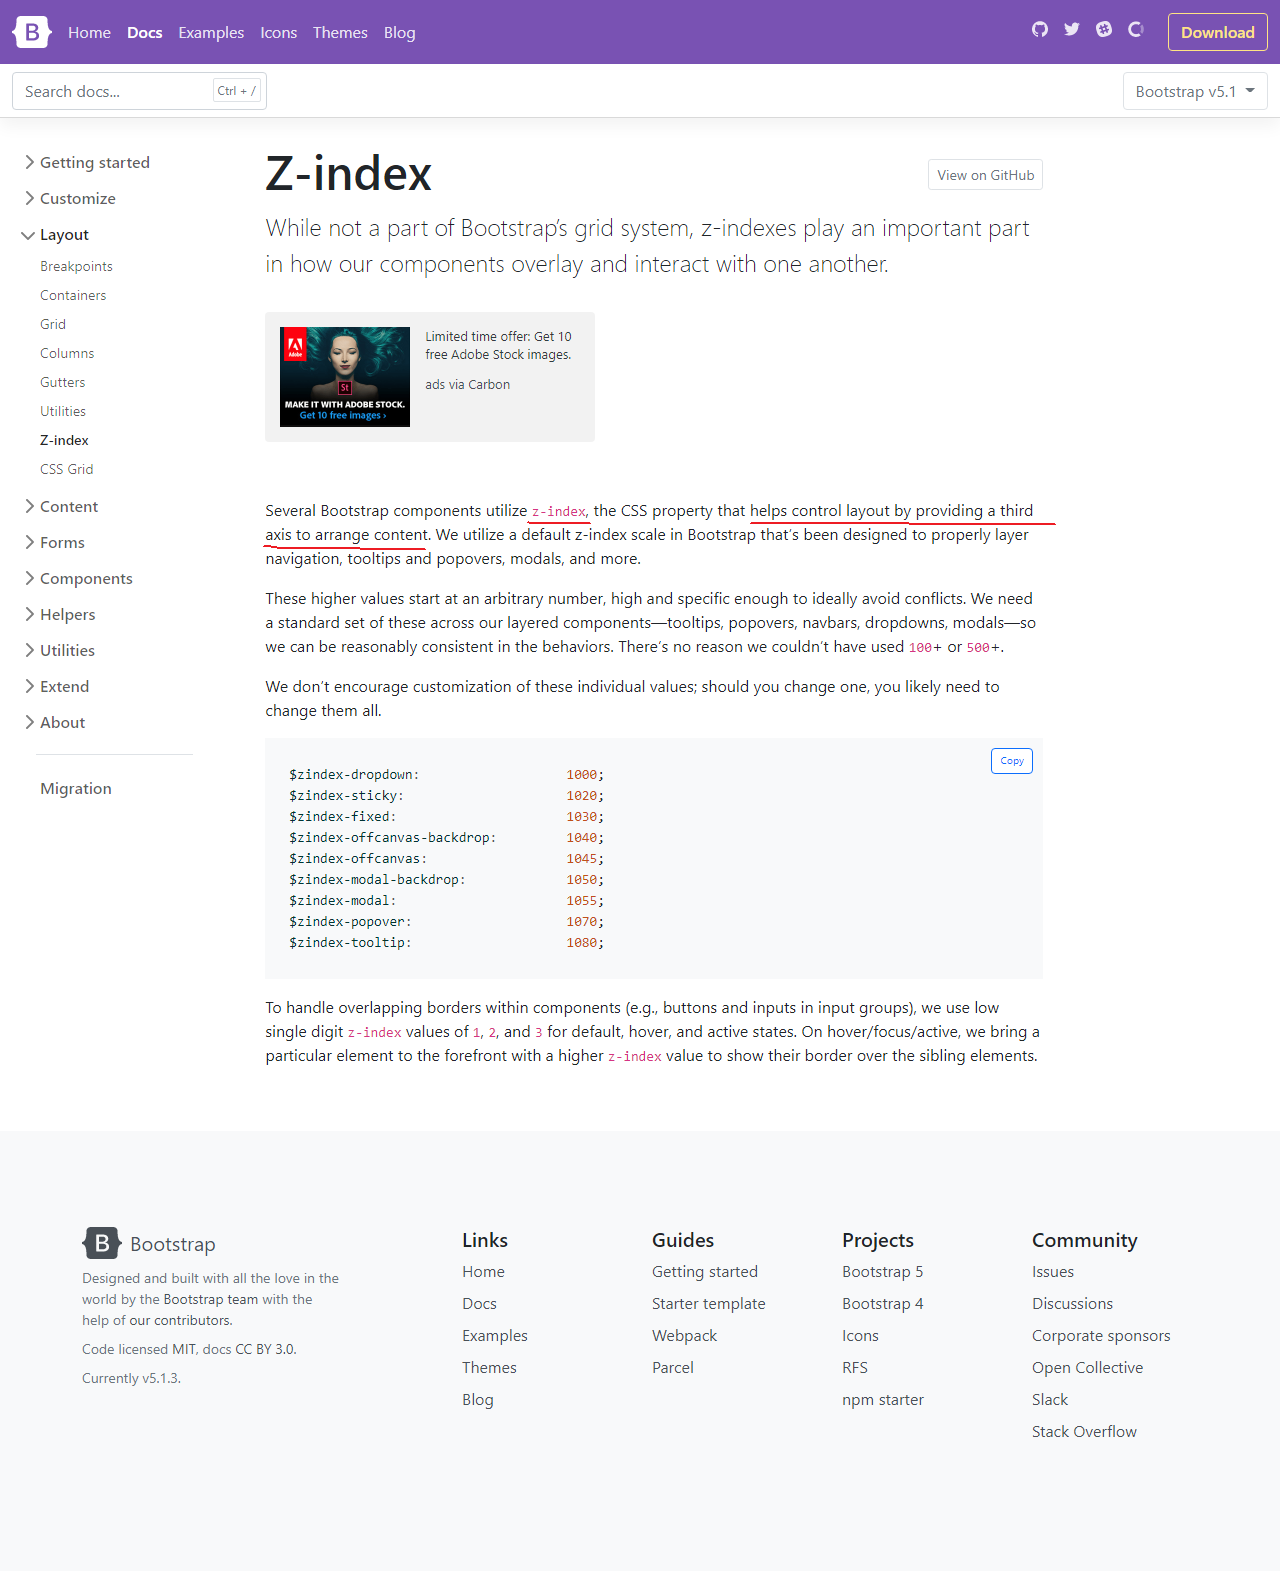 B Home Docs Examples Icons Themes Blog Download
Search docs... Ctrl + / Bootstrap v5.1
Getting started
Customize
Layout
Breakpoints
Containers
Grid
Columns
Gutters
Utilities
Z-index
CSS Grid
Content
Forms
Components
Helpers
Utilities
Extend
About
Migration
Z-index
View on GitHub
While not a part of Bootstrap’s grid system, z-indexes play an important part
in how our components overlay and interact with one another.
Adobe
St
MAKE IT WITH ADOBE STOCK.
Get 10 free images ›
Limited time offer: Get 10
free Adobe Stock images.
ads via Carbon
Several Bootstrap components utilize z-index, the CSS property that helps control layout by providing a third
axis to arrange content. We utilize a default z-index scale in Bootstrap that’s been designed to properly layer
navigation, tooltips and popovers, modals, and more.
These higher values start at an arbitrary number, high and specific enough to ideally avoid conflicts. We need
a standard set of these across our layered components—tooltips, popovers, navbars, dropdowns, modals—so
we can be reasonably consistent in the behaviors. There’s no reason we couldn’t have used 100+ or 500+.
We don’t encourage customization of these individual values; should you change one, you likely need to
change them all.
Copy
$zindex-dropdown: 1000;
$zindex-sticky: 1020;
$zindex-fixed: 1030;
$zindex-offcanvas-backdrop: 1040;
$zindex-offcanvas: 1045;
$zindex-modal-backdrop: 1050;
$zindex-modal: 1055;
$zindex-popover: 1070;
$zindex-tooltip: 1080;
To handle overlapping borders within components (e.g., buttons and inputs in input groups), we use low
single digit z-index values of 1, 2, and 3 for default, hover, and active states. On hover/focus/active, we bring a
particular element to the forefront with a higher z-index value to show their border over the sibling elements.
B Bootstrap
Designed and built with all the love in the
world by the Bootstrap team with the
help of our contributors.
Code licensed MIT, docs CC BY 3.0.
Currently v5.1.3.
Links
Home
Docs
Examples
Themes
Blog
Guides
Getting started
Starter template
Webpack
Parcel
Projects
Bootstrap 5
Bootstrap 4
Icons
RFS
npm starter
Community
Issues
Discussions
Corporate sponsors
Open Collective
Slack
Stack Overflow